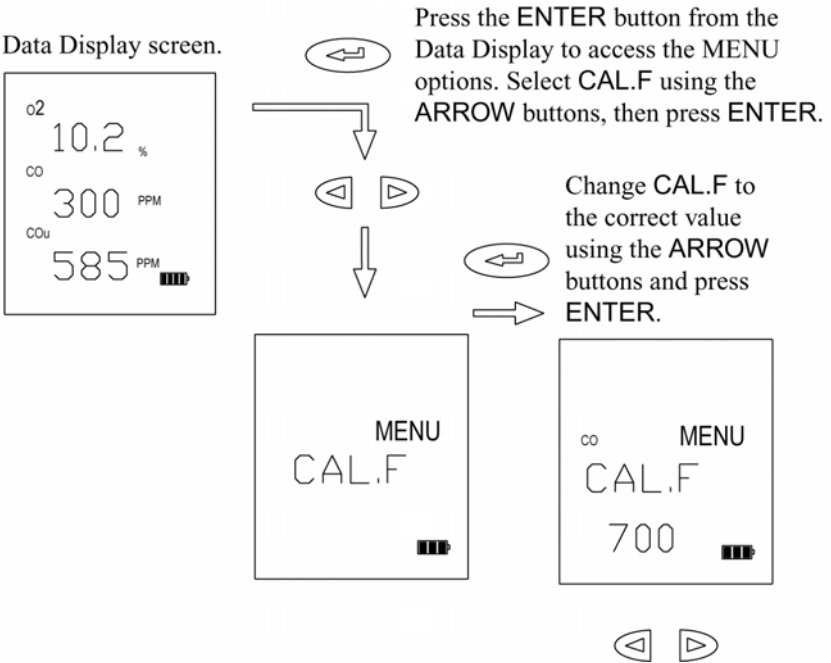 Data Display screen.
Press the ENTER button from the
Data Display to access the MENU
options. Select CAL.F using the
ARROW buttons, then press ENTER.
O2
10.2 %
CO
300 PPM
COu
585 PPM
Change CAL.F to
the correct value
using the ARROW
buttons and press
ENTER.
MENU
CAL.F
CO MENU
CAL.F
700